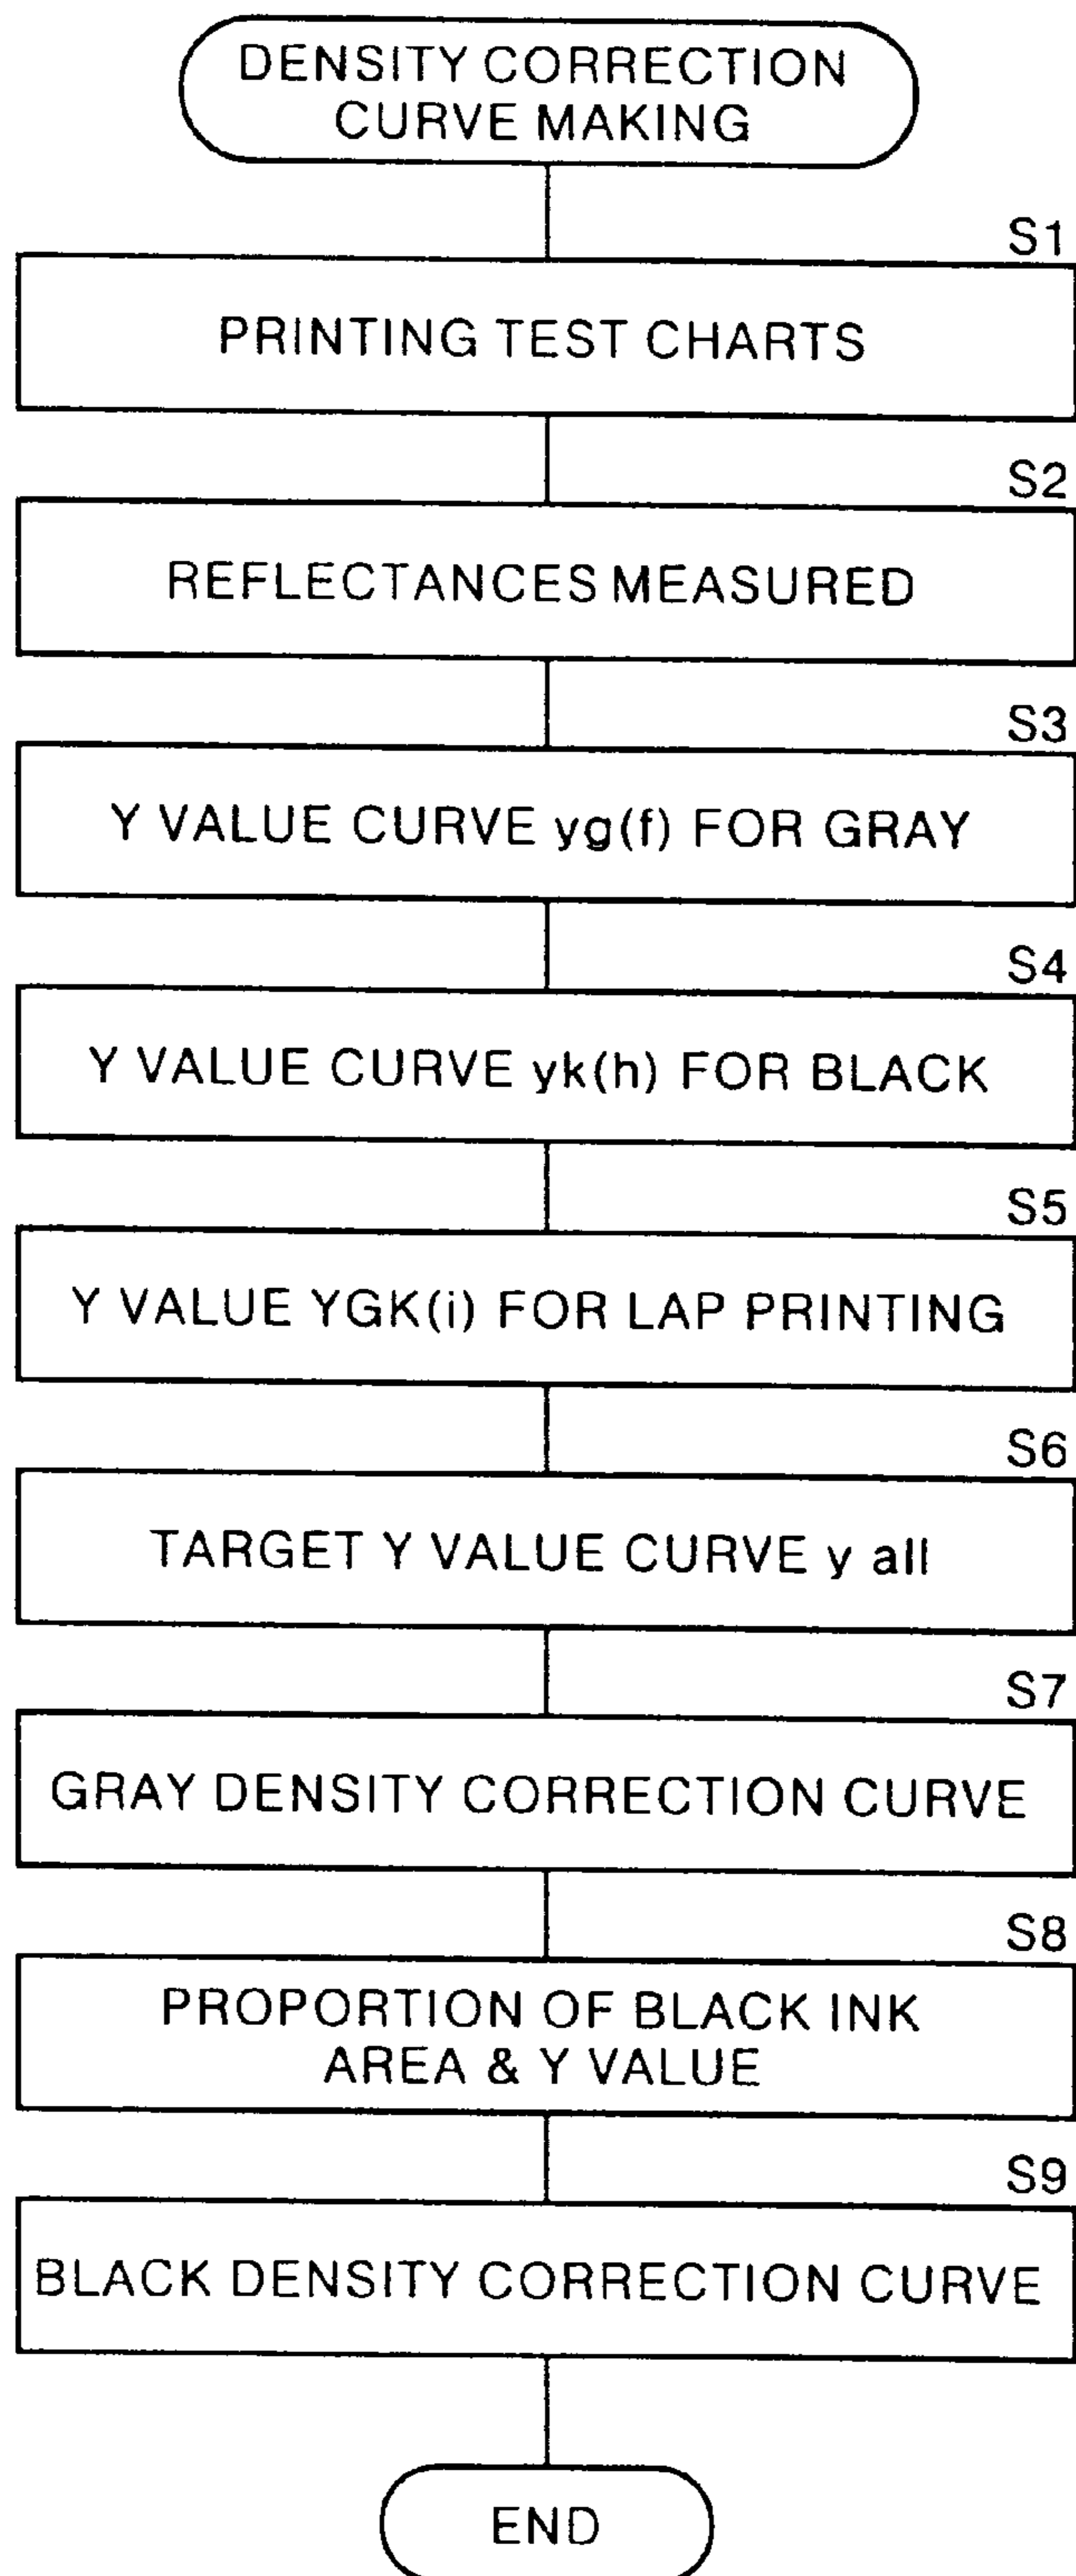 DENSITY CORRECTION
CURVE MAKING
S1
PRINTING TEST CHARTS
S2
REFLECTANCES MEASURED
S3
Y VALUE CURVE yg(f) FOR GRAY
S4
Y VALUE CURVE yk(h) FOR BLACK
S5
Y VALUE YGK(i) FOR LAP PRINTING
S6
TARGET Y VALUE CURVE y all
S7
GRAY DENSITY CORRECTION CURVE
S8
PROPORTION OF BLACK INK
AREA & Y VALUE
S9
BLACK DENSITY CORRECTION CURVE
END